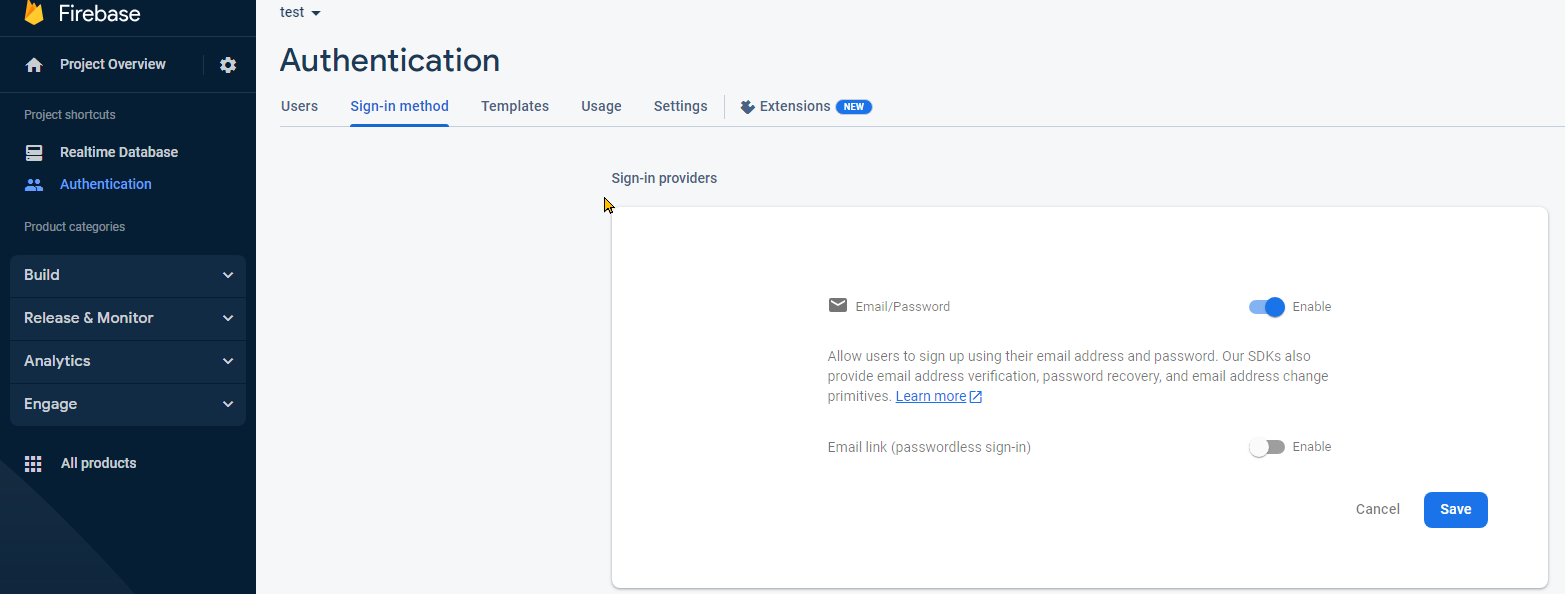 Firebase
Project Overview
Project shortcuts
Realtime Database
Authentication
Product categories
Build
Release & Monitor
Analytics
Engage
All products
test
Authentication
Users Sign-in method Templates Usage Settings Extensions NEW
Sign-in providers
Email/Password Enable
Allow users to sign up using their email address and password. Our SDKs also
provide email address verification, password recovery, and email address change
primitives. Learn more
Email link (passwordless sign-in) Enable
Cancel Save